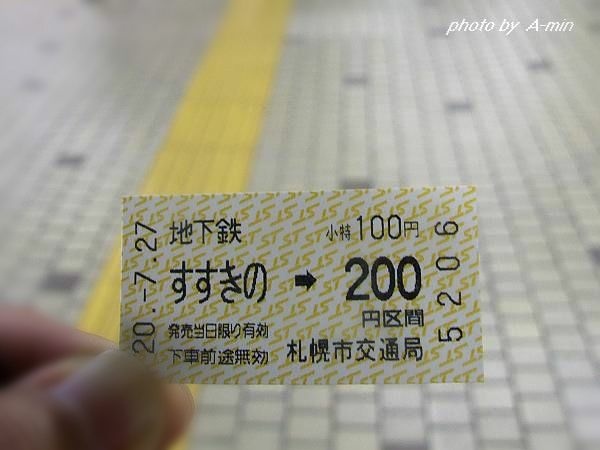 photo by A-min
20.-7.27
地下鉄 小特100円
すすきの ➡ 200
円区間
発売当日限り有効
下車前途無効 札幌市交通局
5206